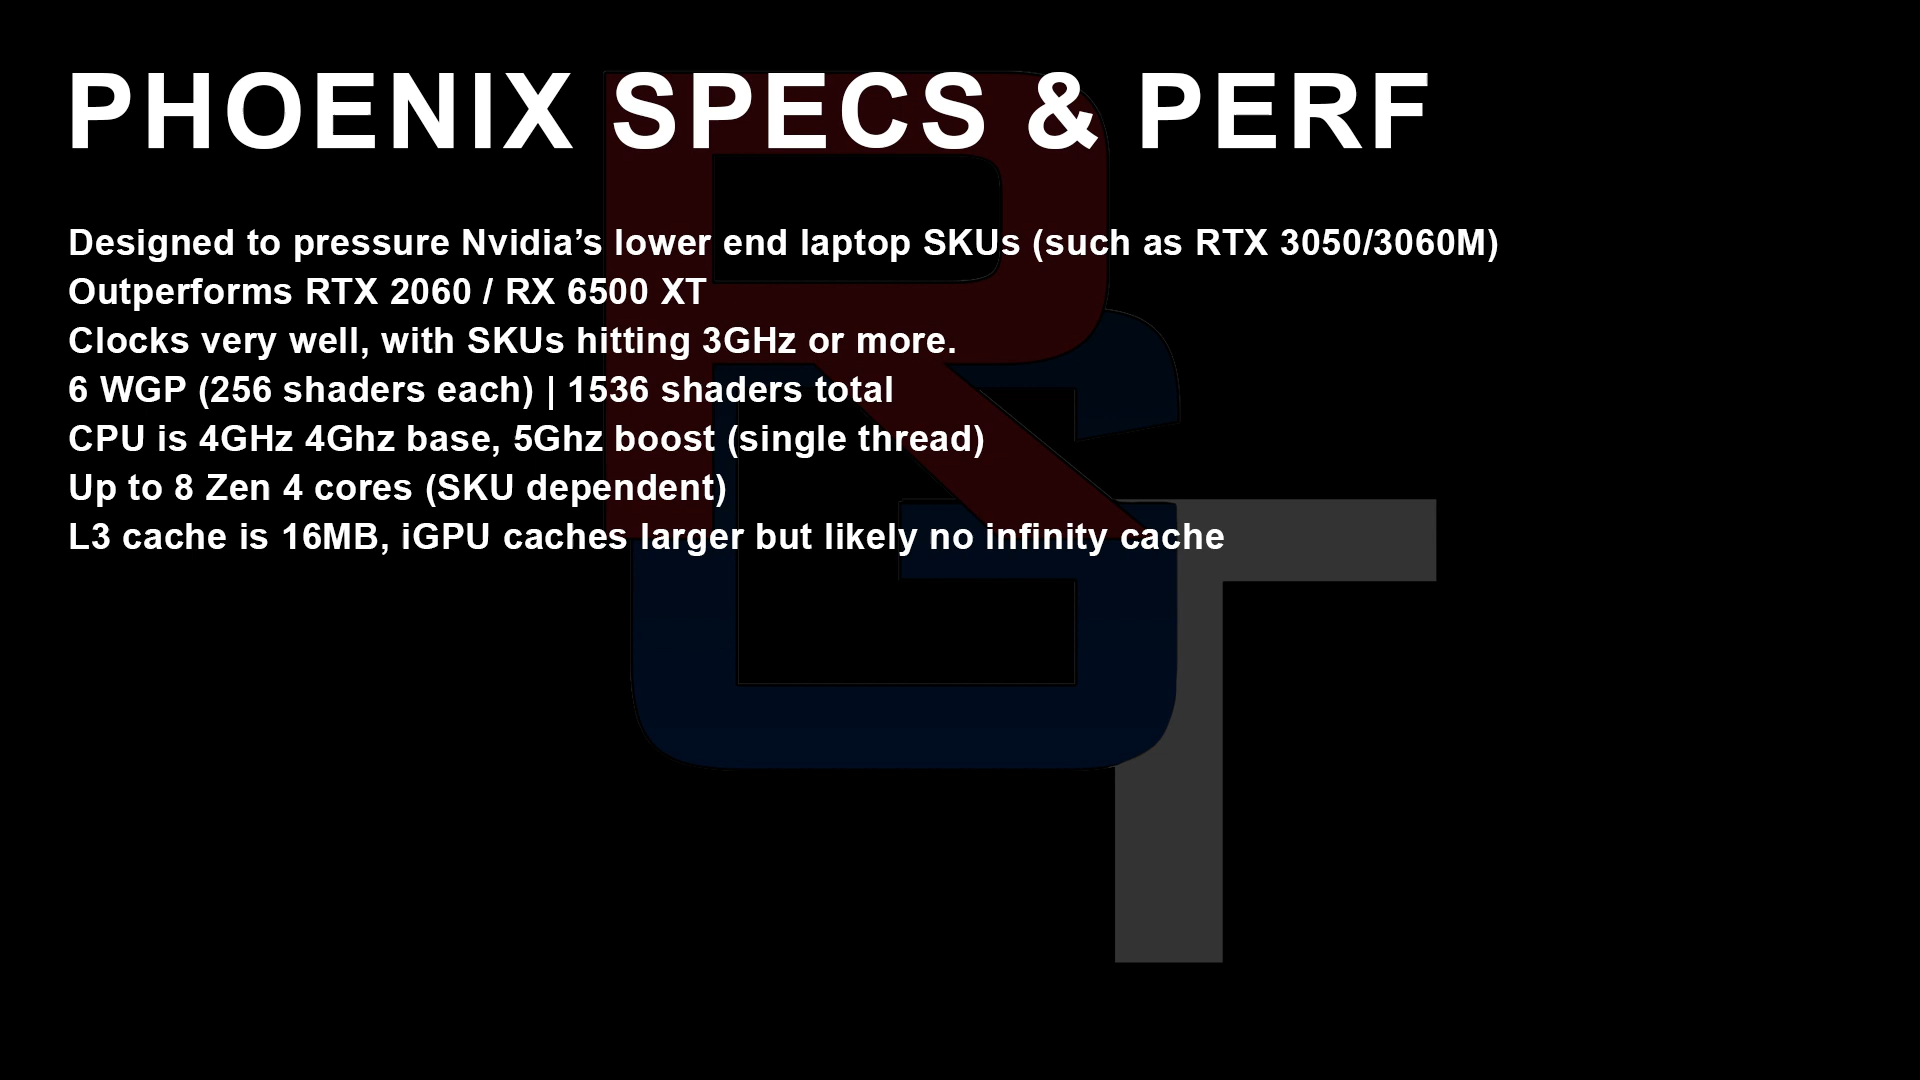 PHOENIX SPECS & PERF
Designed to pressure Nvidia’s lower end laptop SKUs (such as RTX 3050/3060M)
Outperforms RTX 2060 / RX 6500 XT
Clocks very well, with SKUs hitting 3GHz or more.
6 WGP (256 shaders each) | 1536 shaders total
CPU is 4GHz 4Ghz base, 5Ghz boost (single thread)
Up to 8 Zen 4 cores (SKU dependent)
L3 cache is 16MB, iGPU caches larger but likely no infinity cache
RGT